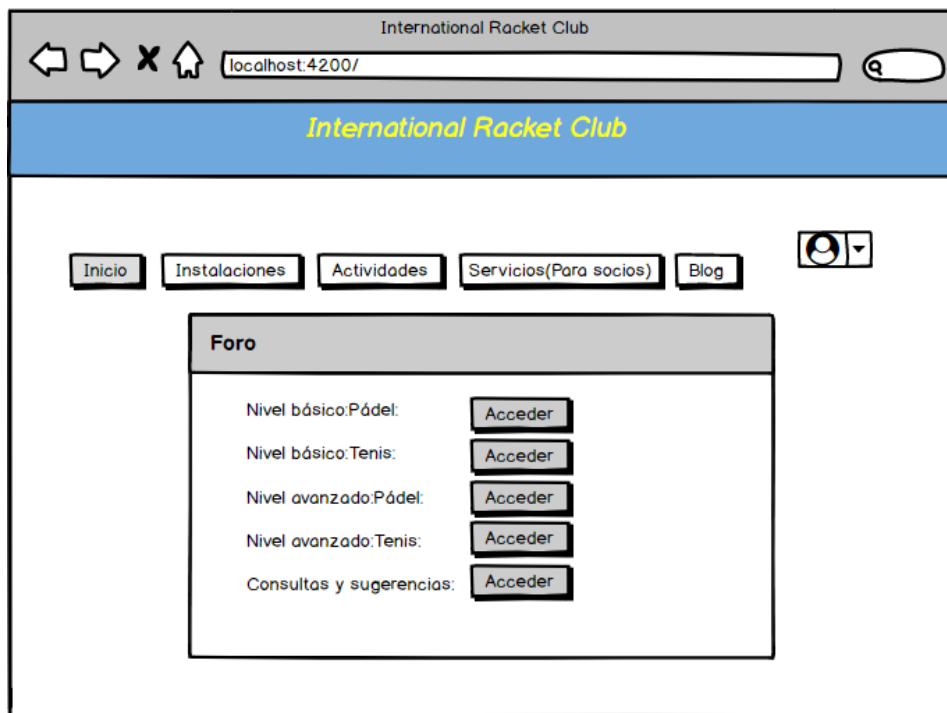 International Racket Club
localhost:4200/
International Racket Club
Inicio Instalaciones Actividades Servicios(Para socios) Blog
Foro
Nivel básico:Pádel: Acceder
Nivel básico:Tenis: Acceder
Nivel avanzado:Pádel: Acceder
Nivel avanzado:Tenis: Acceder
Consultas y sugerencias: Acceder